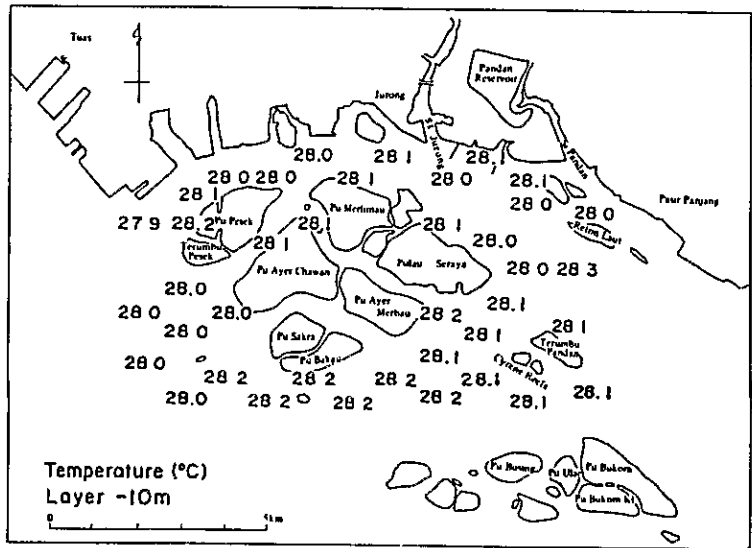 Tuas
Pandan
Reservoir
Jurong
S. Jurong
S. Pandan
28.0 28 1 28.1
28 0 28 0 28 1 28 0 28.1
28 1 28 0 28 0
Pasir Panjang
Pu Pesek Pu Merlimau
27 9 28.2 28.1 28 1
Retan Laut
28 1 28.0
Terumbu
Pesek
Pulau Seraya
28 0 28 3
Pu Ayer Chawan
28.0 Pu Ayer
Merbau 28.1
28 0 28.0 28 2
28 0 28 1 28 1
Pu Sakra
Terumbu
Pandan
28 0 Pu Bakau 28.1 Cyrene Reefs
28 2 28 2 28 2 28.1
28.0 28 2 28 2 28 2 28.1 28.1
Pu Busing Pu Ular Pu Bukom
Pu Bukom Kl
Temperature (°C)
Layer -10m
0 4km